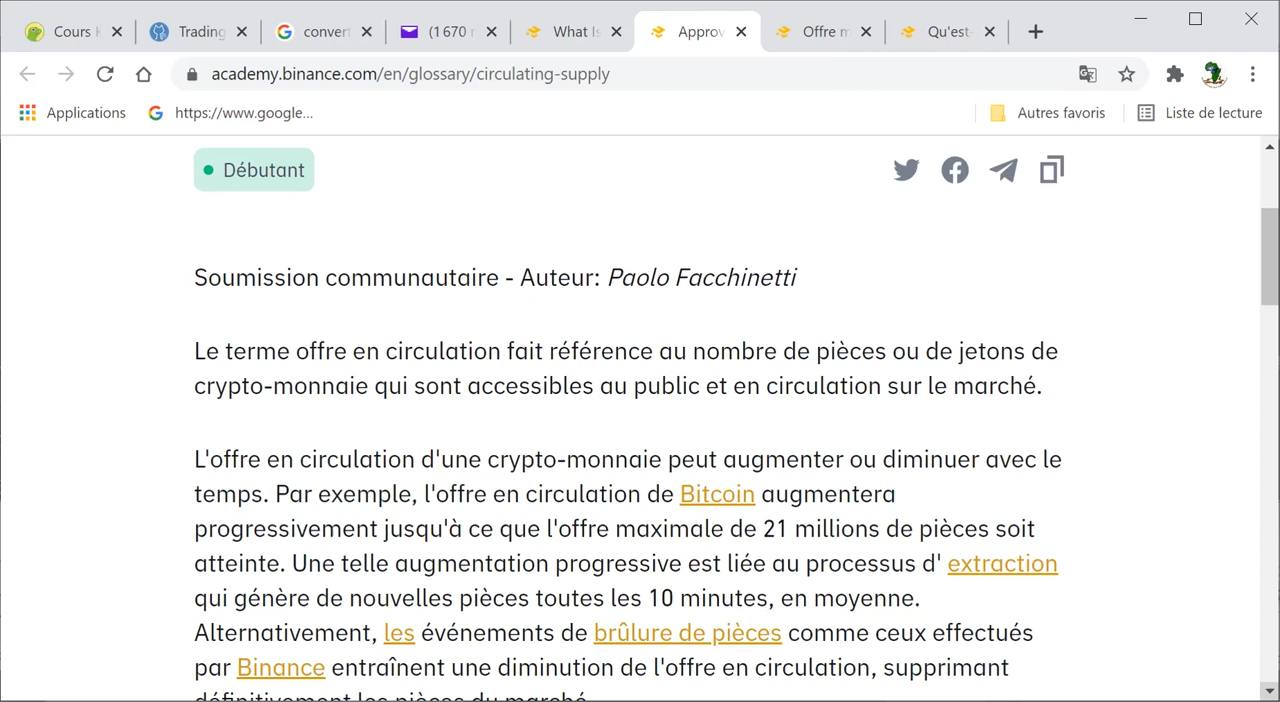 Cours
Trading
conver
(1 670
What Is
Approv
Offre m
Qu'est-
academy.binance.com/en/glossary/circulating-supply
Applications
https://www.google...
Autres favoris
Liste de lecture
Débutant
Soumission communautaire - Auteur: Paolo Facchinetti
Le terme offre en circulation fait référence au nombre de pièces ou de jetons de
crypto-monnaie qui sont accessibles au public et en circulation sur le marché.
L'offre en circulation d'une crypto-monnaie peut augmenter ou diminuer avec le
temps. Par exemple, l'offre en circulation de Bitcoin augmentera
progressivement jusqu'à ce que l'offre maximale de 21 millions de pièces soit
atteinte. Une telle augmentation progressive est liée au processus d' extraction
qui génère de nouvelles pièces toutes les 10 minutes, en moyenne.
Alternativement, les événements de brûlure de pièces comme ceux effectués
par Binance entraînent une diminution de l'offre en circulation, supprimant
définitivement les pièces du marché.